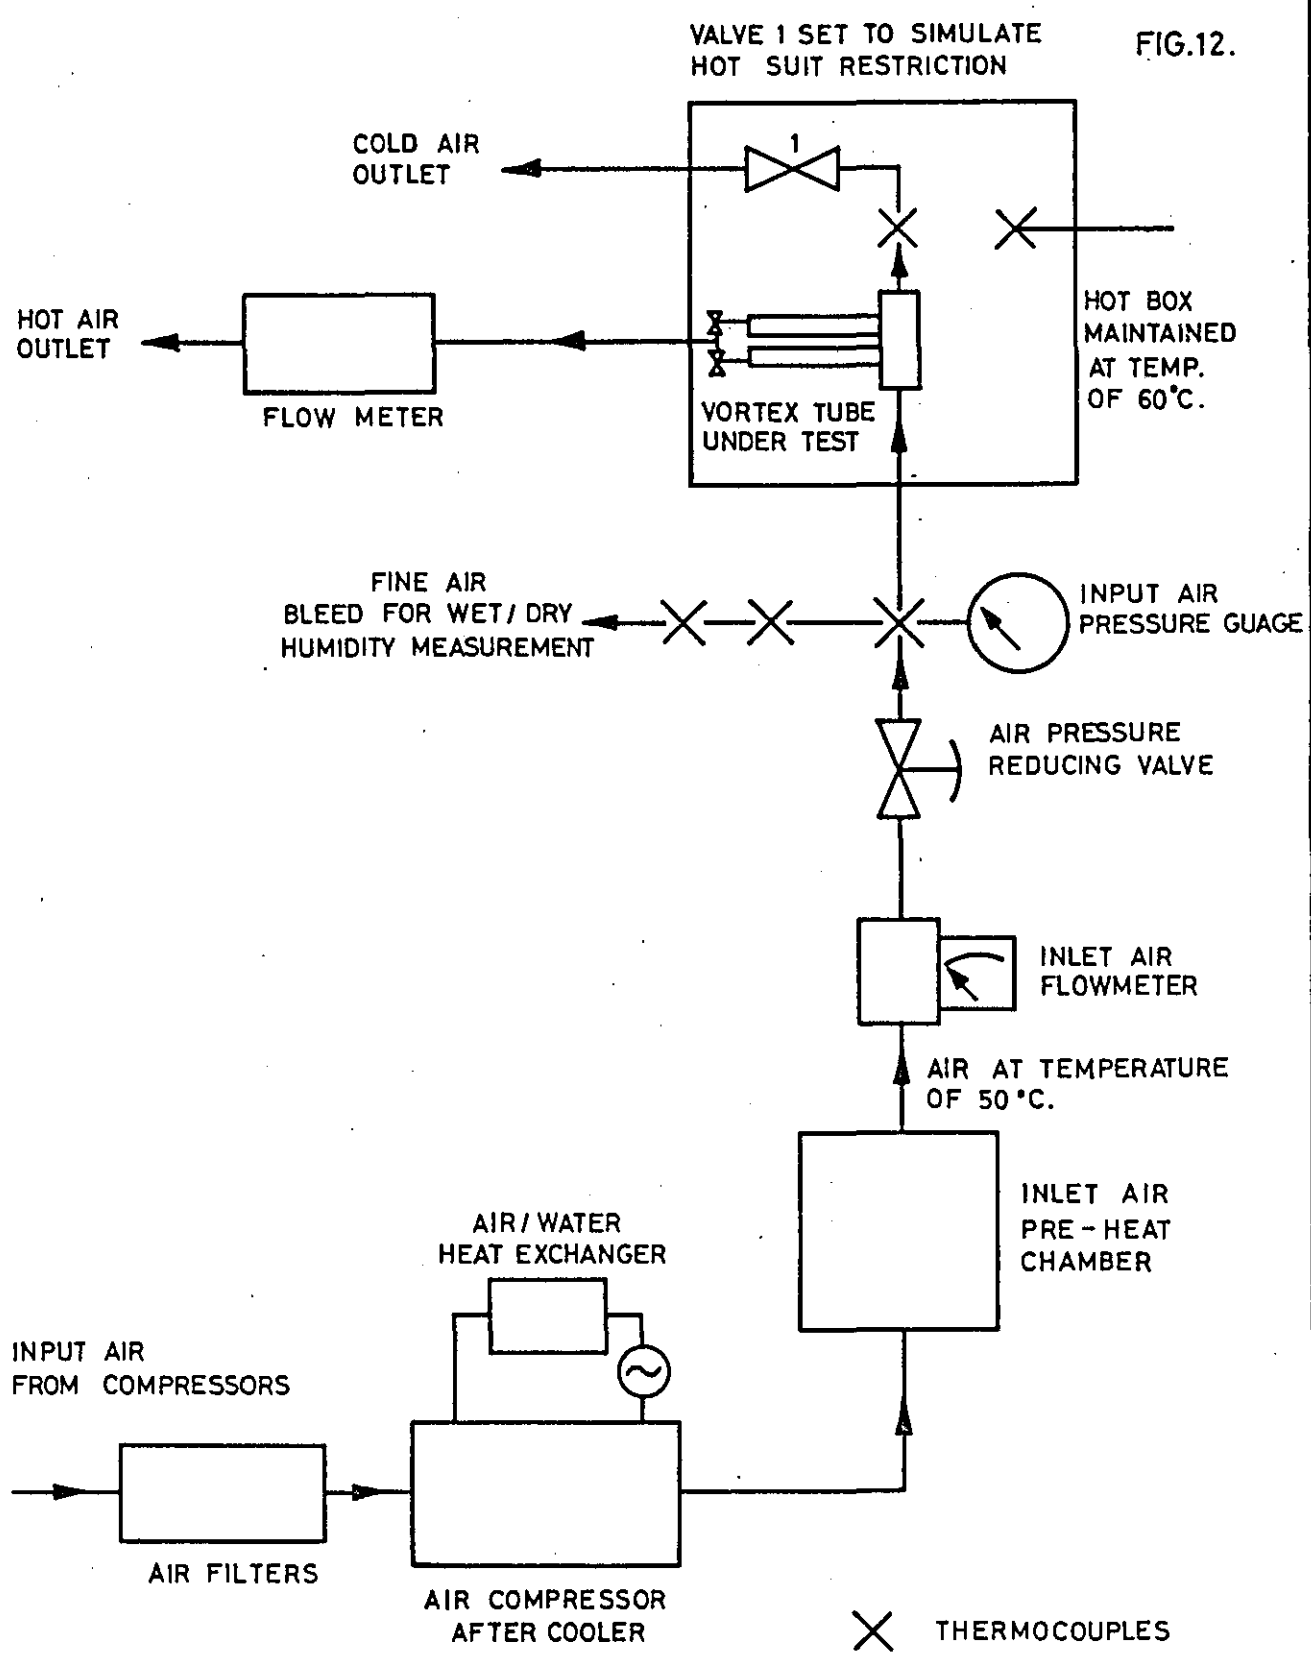 VALVE 1 SET TO SIMULATE
HOT SUIT RESTRICTION
FIG.12.
1
COLD AIR
OUTLET
HOT AIR
OUTLET
FLOW METER
VORTEX TUBE
UNDER TEST
HOT BOX
MAINTAINED
AT TEMP.
OF 60°C.
FINE AIR
BLEED FOR WET/DRY
HUMIDITY MEASUREMENT
INPUT AIR
PRESSURE GUAGE
AIR PRESSURE
REDUCING VALVE
INLET AIR
FLOWMETER
AIR AT TEMPERATURE
OF 50°C.
INLET AIR
PRE-HEAT
CHAMBER
AIR/WATER
HEAT EXCHANGER
INPUT AIR
FROM COMPRESSORS
AIR FILTERS
AIR COMPRESSOR
AFTER COOLER
THERMOCOUPLES